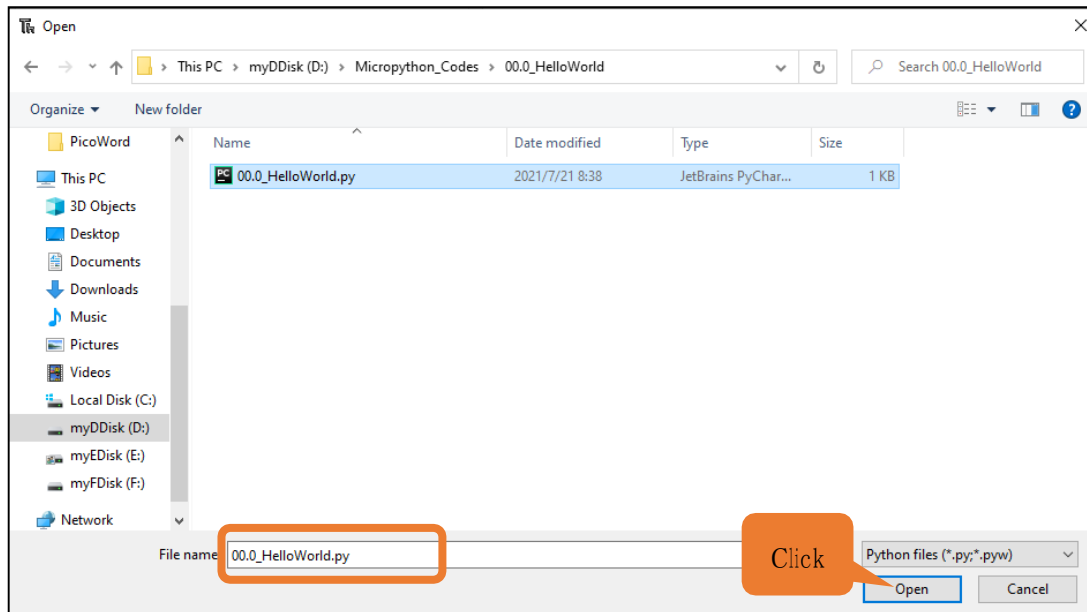 Open
This PC > myDDisk (D:) > Micropython_Codes > 00.0_HelloWorld
Search 00.0_HelloWorld
Organize
New folder
PicoWord
This PC
3D Objects
Desktop
Documents
Downloads
Music
Pictures
Videos
Local Disk (C:)
myDDisk (D:)
myEDisk (E:)
myFDisk (F:)
Network
Name Date modified Type Size
PC 00.0_HelloWorld.py 2021/7/21 8:38 JetBrains PyChar... 1 KB
File name
00.0_HelloWorld.py
Click
Python files (*.py;*.pyw)
Open Cancel